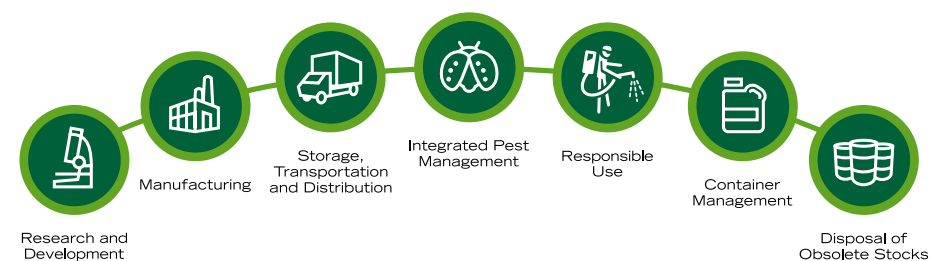 Research and
Development
Manufacturing
Storage,
Transportation
and Distribution
Integrated Pest
Management
Responsible
Use
Container
Management
Disposal of
Obsolete Stocks